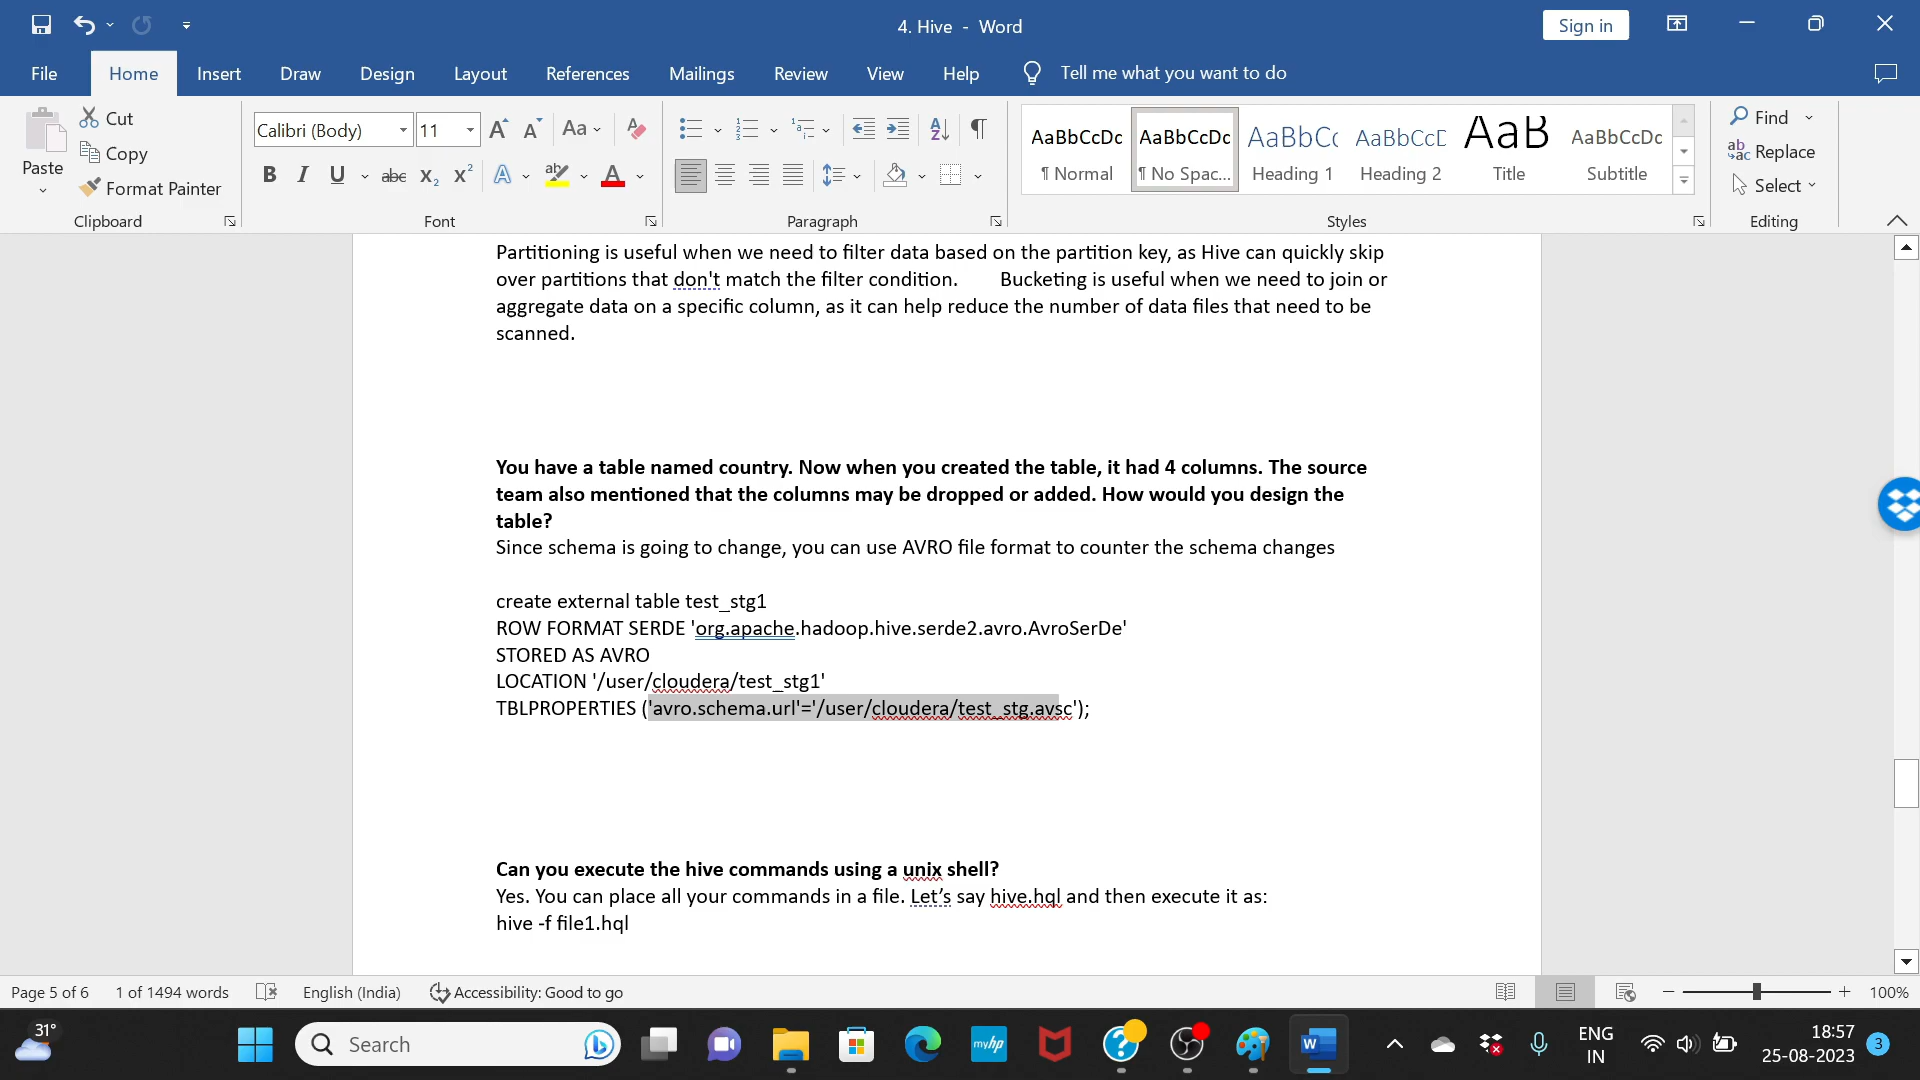 4. Hive - Word
Sign in
File Home Insert Draw Design Layout References Mailings Review View Help Tell me what you want to do
Paste
Cut
Copy
Format Painter
Clipboard
Calibri (Body) 11
Font
Paragraph
AaBbCcDc AaBbCcDc AaBbCc AaBbCcD AaB AaBbCcDc
¶ Normal ¶ No Spac... Heading 1 Heading 2 Title Subtitle
Styles
Find
Replace
Select
Editing
Partitioning is useful when we need to filter data based on the partition key, as Hive can quickly skip
over partitions that don't match the filter condition. Bucketing is useful when we need to join or
aggregate data on a specific column, as it can help reduce the number of data files that need to be
scanned.
You have a table named country. Now when you created the table, it had 4 columns. The source
team also mentioned that the columns may be dropped or added. How would you design the
table?
Since schema is going to change, you can use AVRO file format to counter the schema changes
create external table test_stg1
ROW FORMAT SERDE 'org.apache.hadoop.hive.serde2.avro.AvroSerDe'
STORED AS AVRO
LOCATION '/user/cloudera/test_stg1'
TBLPROPERTIES ('avro.schema.url'='/user/cloudera/test_stg.avsc');
Can you execute the hive commands using a unix shell?
Yes. You can place all your commands in a file. Let’s say hive.hql and then execute it as:
hive -f file1.hql
Page 5 of 6 1 of 1494 words English (India) Accessibility: Good to go 100%
31°
Search
myhp
ENG
IN
18:57
25-08-2023
3